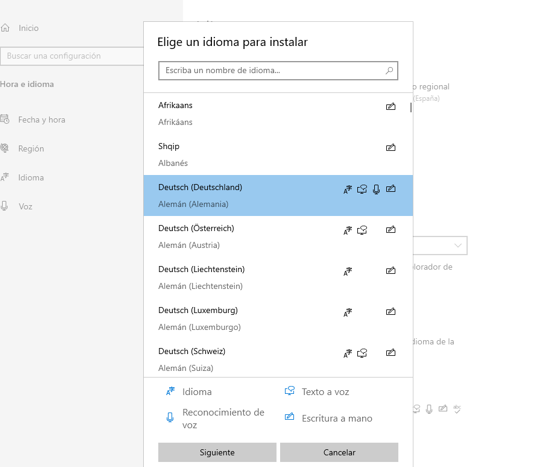 Inicio
Buscar una configuración
Hora e idioma
Fecha y hora
Región
Idioma
Voz
Elige un idioma para instalar
Escriba un nombre de idioma...
Afrikaans
Afrikáans
Shqip
Albanés
Deutsch (Deutschland)
Alemán (Alemania)
Deutsch (Österreich)
Alemán (Austria)
Deutsch (Liechtenstein)
Alemán (Liechtenstein)
Deutsch (Luxemburg)
Alemán (Luxemburgo)
Deutsch (Schweiz)
Alemán (Suiza)
Idioma
Texto a voz
Reconocimiento de
voz
Escritura a mano
Siguiente
Cancelar
o regional
(España)
lorador de
dioma de la